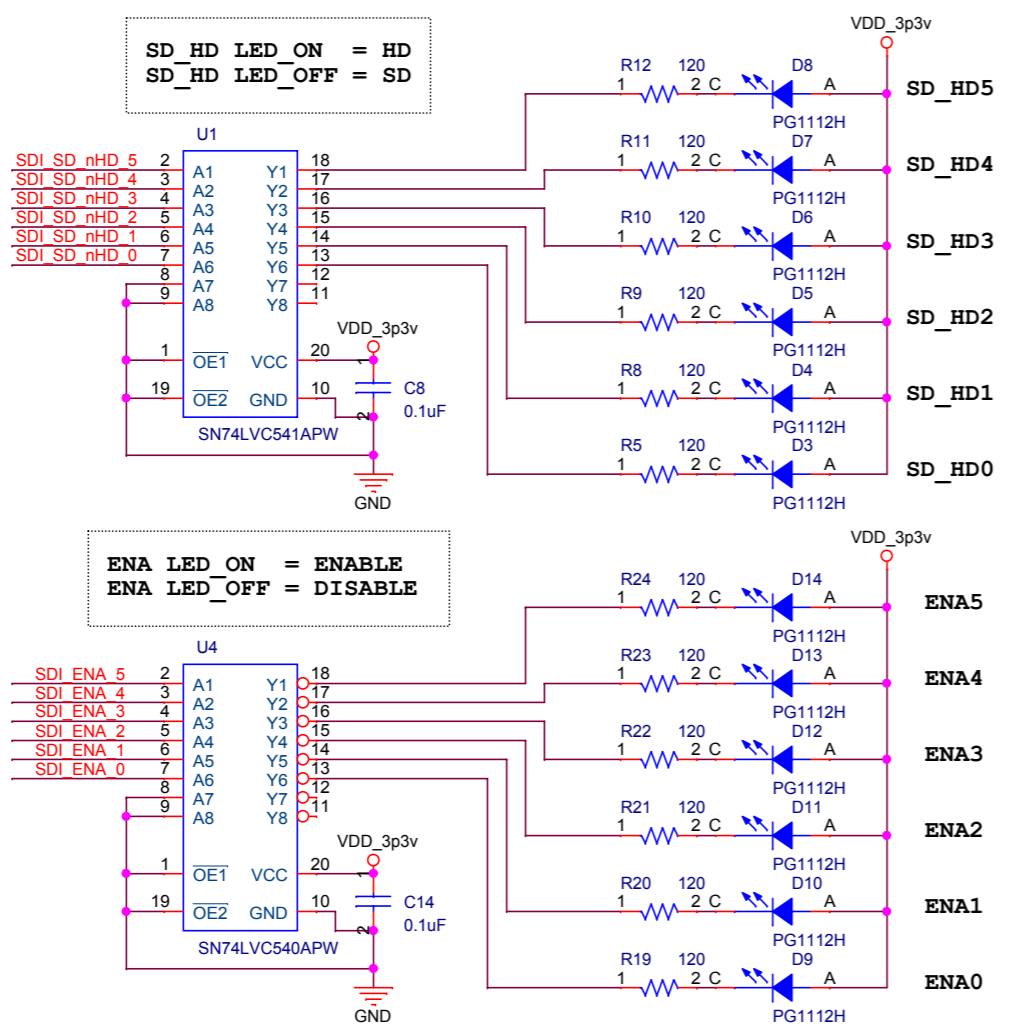 VDD_3p3v
SD_HD LED_ON = HD
SD_HD LED_OFF = SD
U1
SDI_SD_nHD_5 2 A1 Y1 18
SDI_SD_nHD_4 3 A2 Y2 17
SDI_SD_nHD_3 4 A3 Y3 16
SDI_SD_nHD_2 5 A4 Y4 15
SDI_SD_nHD_1 6 A5 Y5 14
SDI_SD_nHD_0 7 A6 Y6 13
8 A7 Y7 12
9 A8 Y8 11
1 OE1 VCC 20
19 OE2 GND 10
SN74LVC541APW
VDD_3p3v
1
C8
0.1uF
2
GND
R12 120 D8
1 2 C A SD_HD5
PG1112H
R11 120 D7
1 2 C A SD_HD4
PG1112H
R10 120 D6
1 2 C A SD_HD3
PG1112H
R9 120 D5
1 2 C A SD_HD2
PG1112H
R8 120 D4
1 2 C A SD_HD1
PG1112H
R5 120 D3
1 2 C A SD_HD0
PG1112H
VDD_3p3v
ENA LED_ON = ENABLE
ENA LED_OFF = DISABLE
U4
SDI_ENA_5 2 A1 Y1 18
SDI_ENA_4 3 A2 Y2 17
SDI_ENA_3 4 A3 Y3 16
SDI_ENA_2 5 A4 Y4 15
SDI_ENA_1 6 A5 Y5 14
SDI_ENA_0 7 A6 Y6 13
8 A7 Y7 12
9 A8 Y8 11
1 OE1 VCC 20
19 OE2 GND 10
SN74LVC540APW
VDD_3p3v
1
C14
0.1uF
2
GND
R24 120 D14
1 2 C A ENA5
PG1112H
R23 120 D13
1 2 C A ENA4
PG1112H
R22 120 D12
1 2 C A ENA3
PG1112H
R21 120 D11
1 2 C A ENA2
PG1112H
R20 120 D10
1 2 C A ENA1
PG1112H
R19 120 D9
1 2 C A ENA0
PG1112H